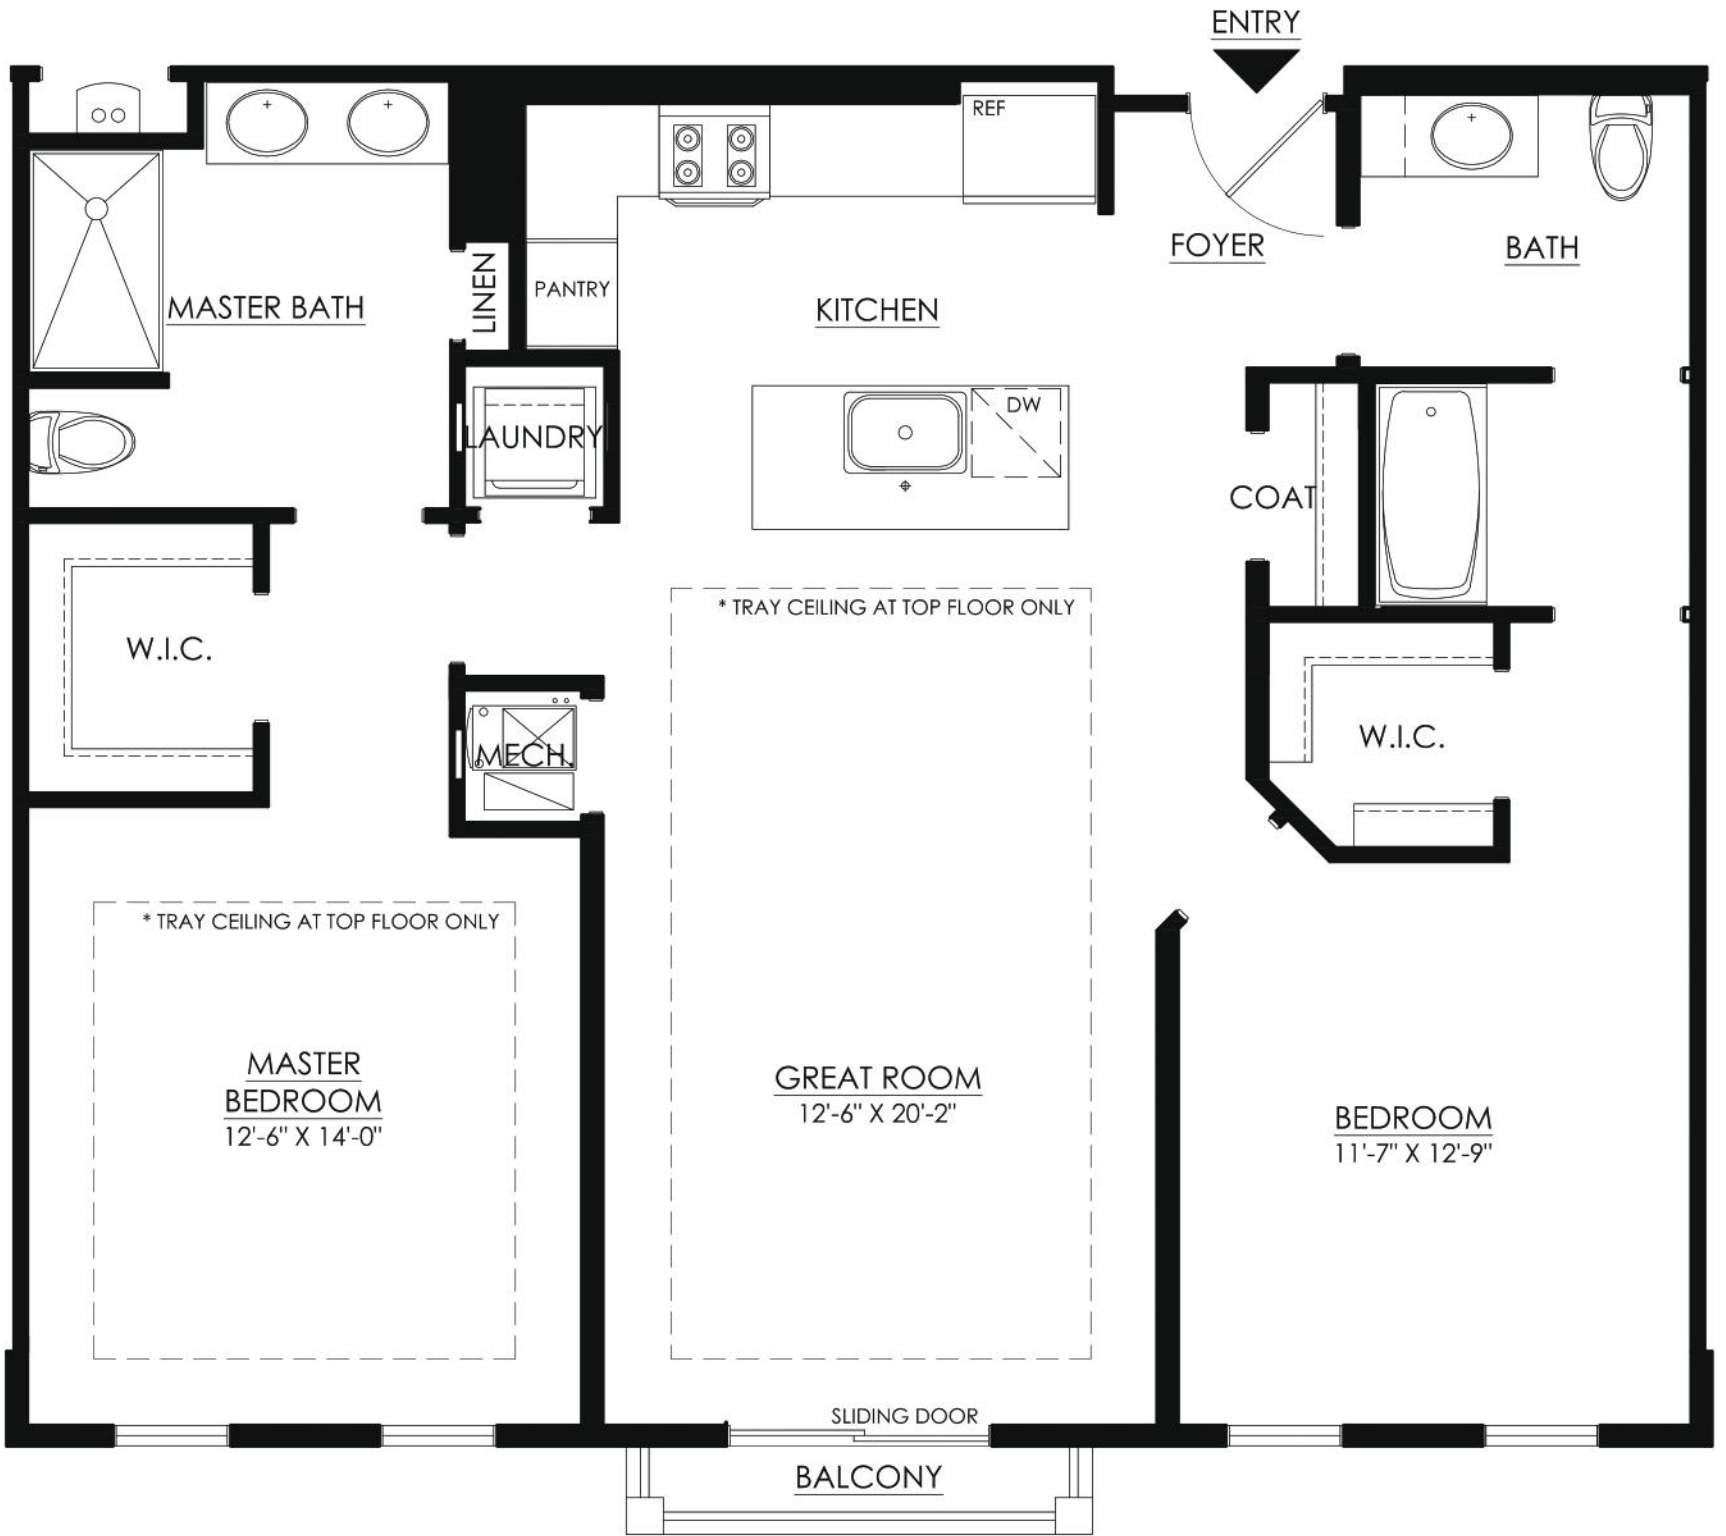 ENTRY
REF
FOYER
BATH
LINEN
PANTRY
MASTER BATH
KITCHEN
DW
LAUNDRY
COAT
* TRAY CEILING AT TOP FLOOR ONLY
W.I.C.
W.I.C.
MECH.
* TRAY CEILING AT TOP FLOOR ONLY
MASTER
BEDROOM
12'-6" X 14'-0"
GREAT ROOM
12'-6" X 20'-2"
BEDROOM
11'-7" X 12'-9"
SLIDING DOOR
BALCONY